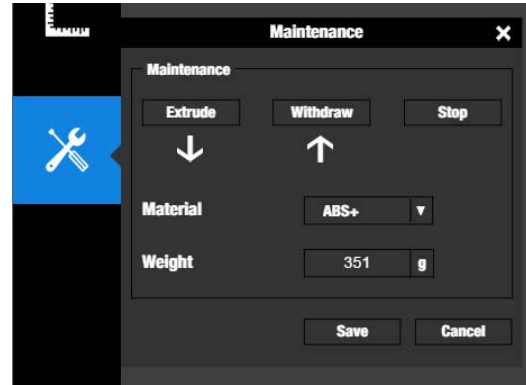 Maintenance
Maintenance
Extrude Withdraw Stop
Material ABS+
Weight 351 g
Save Cancel